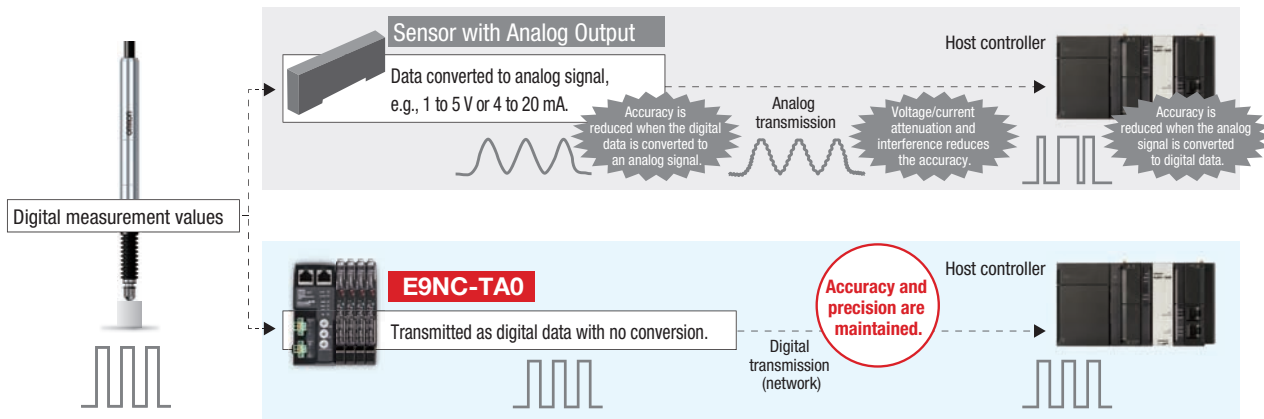 Sensor with Analog Output
Data converted to analog signal,
e.g., 1 to 5 V or 4 to 20 mA.
Accuracy is
reduced when the digital
data is converted to
an analog signal.
Analog
transmission
Voltage/current
attenuation and
interference reduces
the accuracy.
Host controller
Accuracy is
reduced when the analog
signal is converted
to digital data.
OMRON
Digital measurement values
E9NC-TA0
Transmitted as digital data with no conversion.
Digital
transmission
(network)
Accuracy and
precision are
maintained.
Host controller